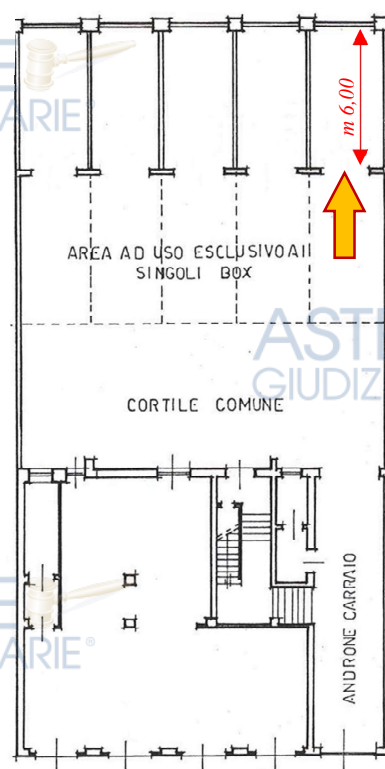 ARIE®
m 6,00
AREA AD USO ESCLUSIVO AI
SINGOLI BOX
ASTE
GIUDIZ
CORTILE COMUNE
ARIE®
ANDRONE CARRAIO